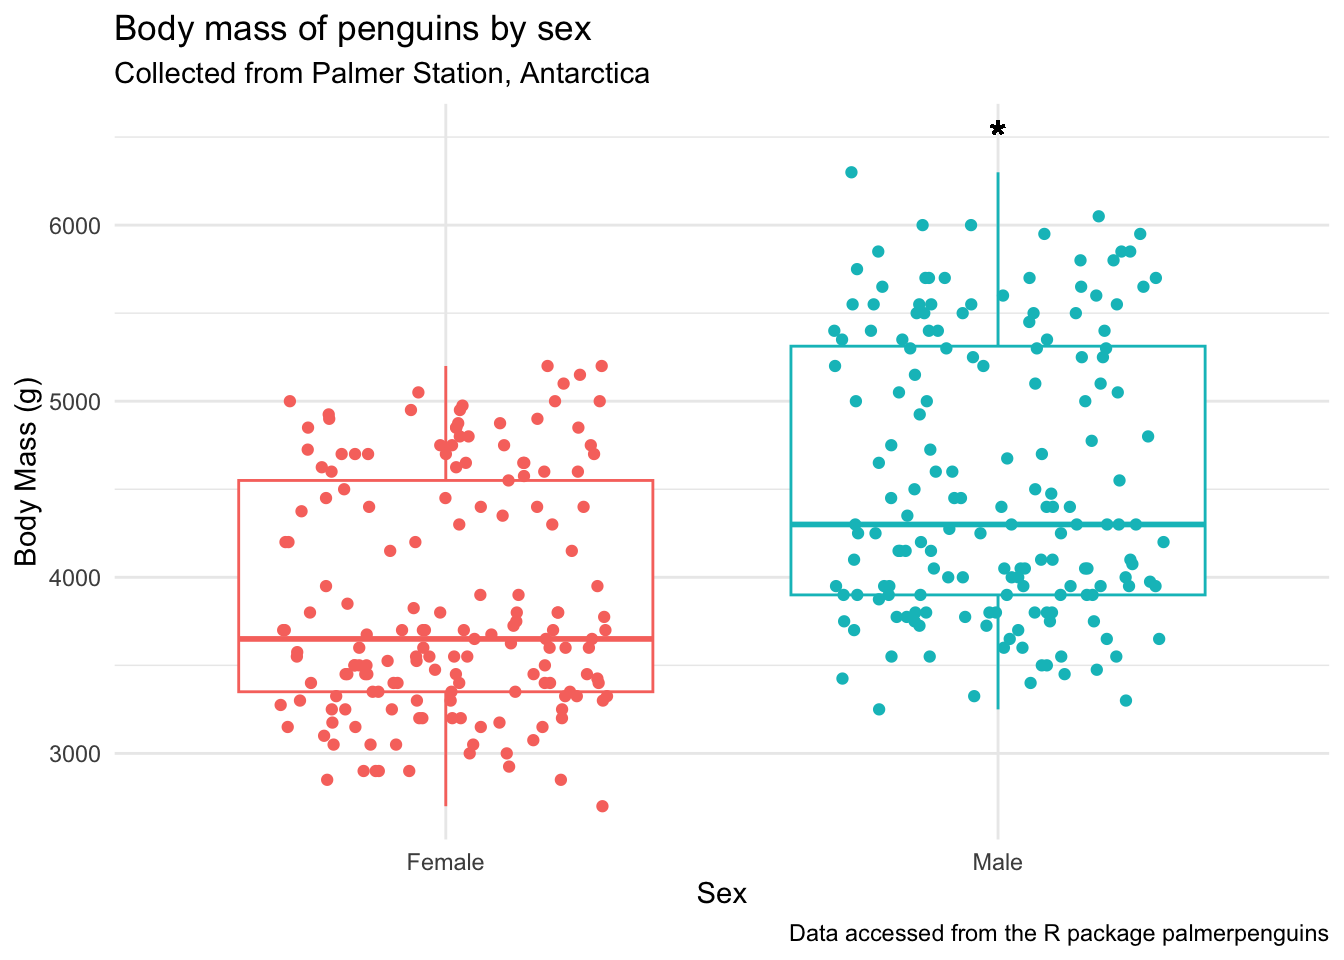 Body mass of penguins by sex
Collected from Palmer Station, Antarctica
*
6000
5000
4000
3000
Body Mass (g)
Female
Male
Sex
Data accessed from the R package palmerpenguins